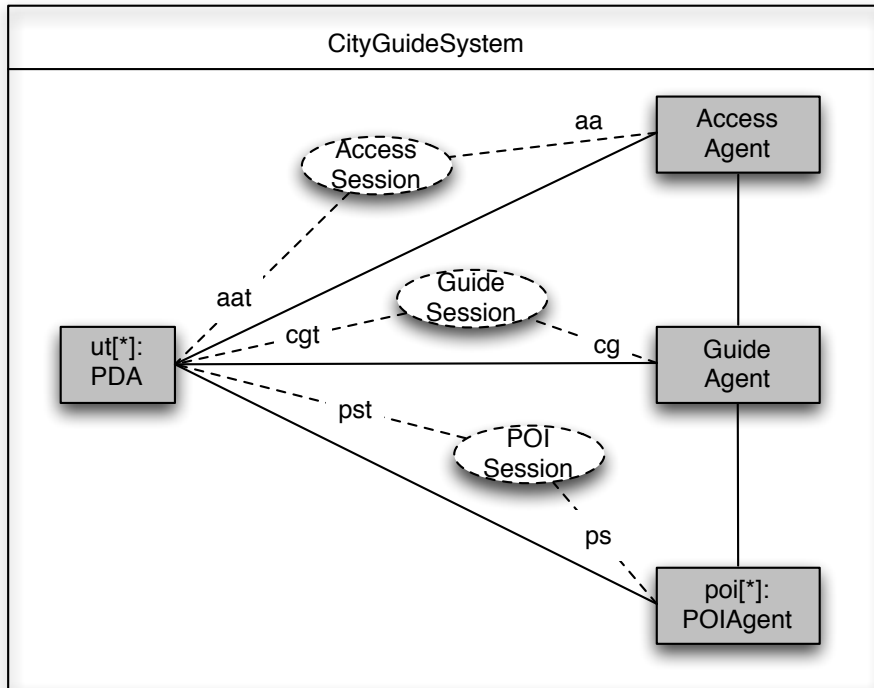 CityGuideSystem
aa
Access
Agent
Access
Session
aat
Guide
Session
cgt
cg
ut[*]:
PDA
Guide
Agent
pst
POI
Session
ps
poi[*]:
POIAgent